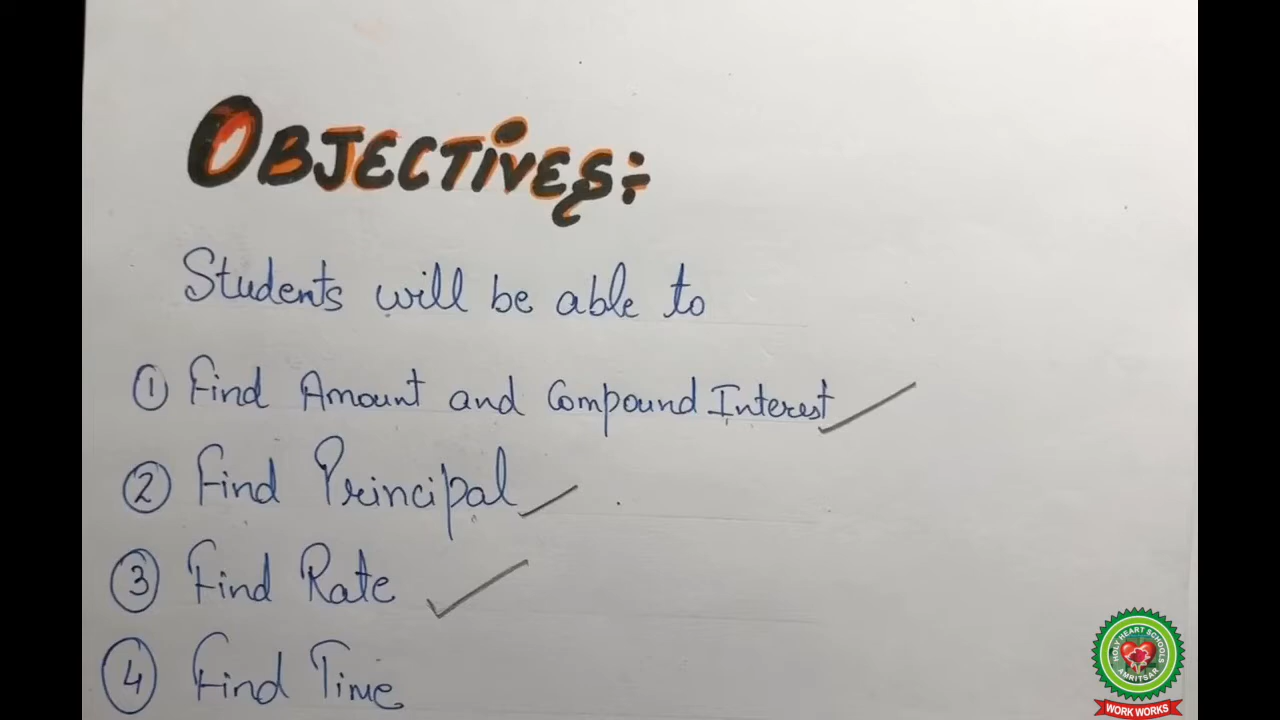 OBJECTIVES:
Students will be able to
① Find Amount and Compound Interest
② Find Principal
③ Find Rate
④ Find Time
HOLY HEART SCHOOLS
AMRITSAR
WORK WORKS